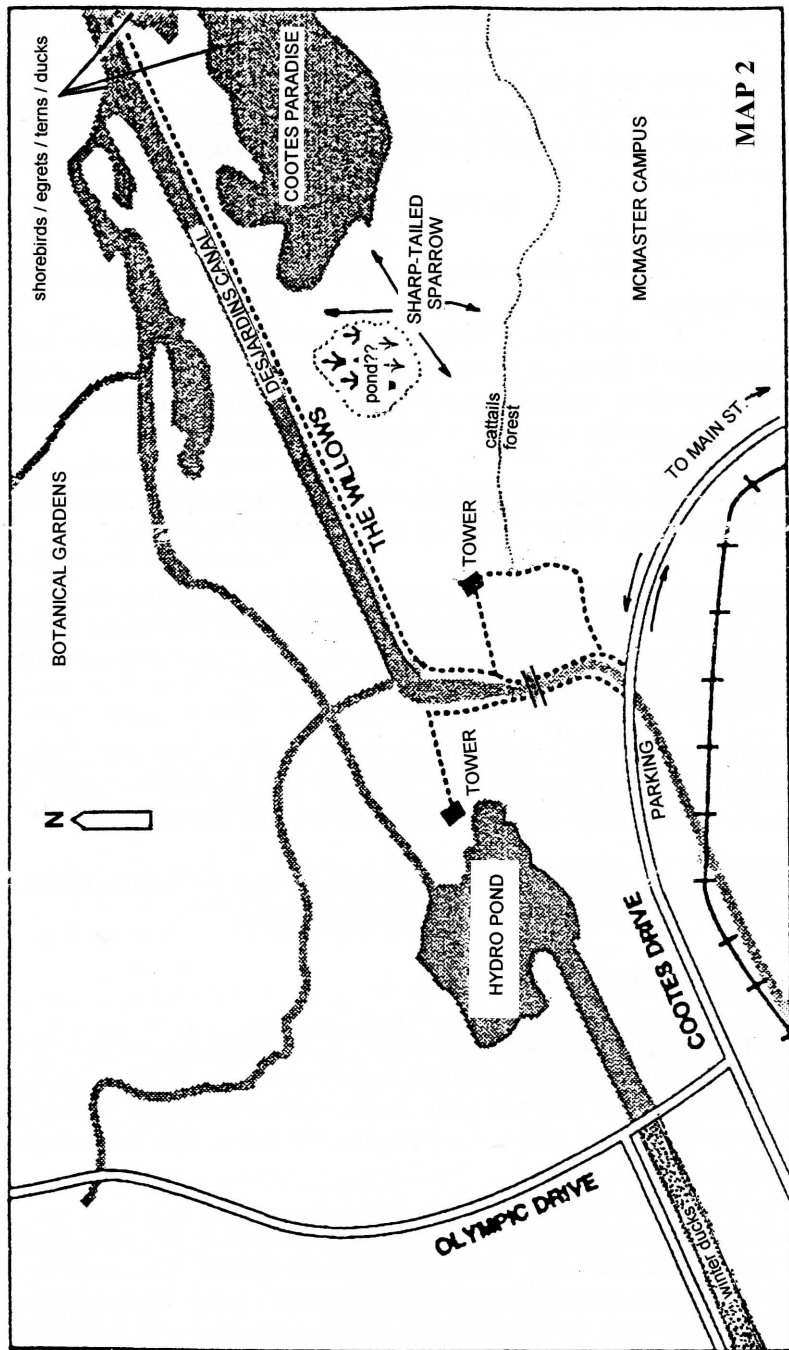 shorebirds / egrets / terns / ducks
COOTES PARADISE
BOTANICAL GARDENS
DESJARDINS CANAL
THE WILLOWS
SHARP-TAILED
SPARROW
pond??
N
TOWER
TOWER
cattails
forest
MCMASTER CAMPUS
HYDRO POND
PARKING
TO MAIN ST.
COOTES DRIVE
OLYMPIC DRIVE
winter ducks
MAP 2